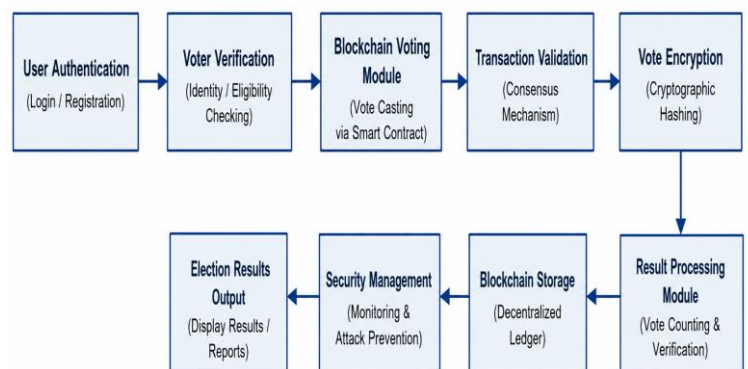 User Authentication
(Login / Registration)
Voter Verification
(Identity / Eligibility
Checking)
Blockchain Voting
Module
(Vote Casting
via Smart Contract)
Transaction Validation
(Consensus
Mechanism)
Vote Encryption
(Cryptographic
Hashing)
Election Results
Output
(Display Results /
Reports)
Security Management
(Monitoring &
Attack Prevention)
Blockchain Storage
(Decentralized
Ledger)
Result Processing
Module
(Vote Counting &
Verification)